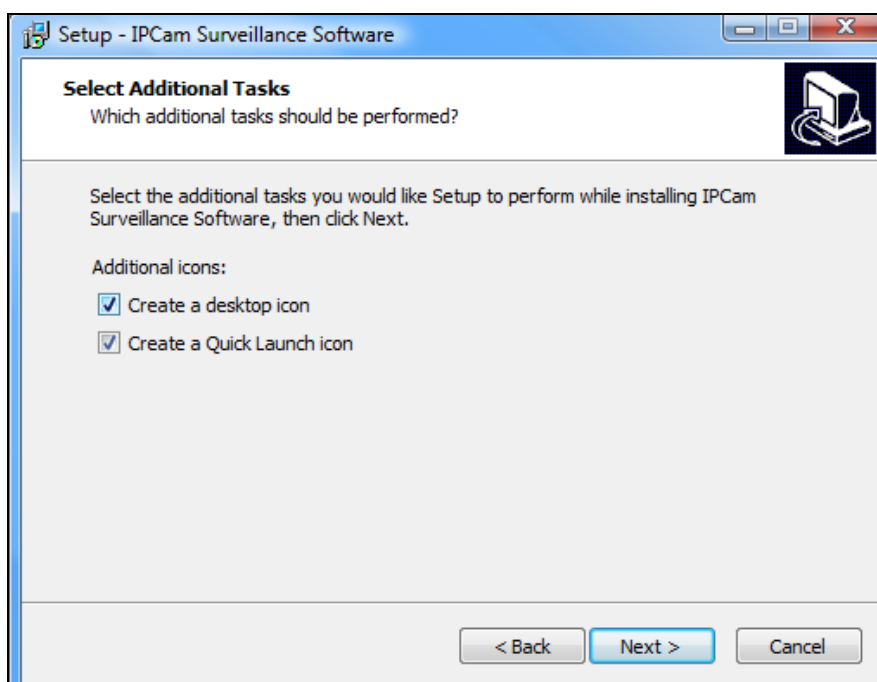 Setup - IPCam Surveillance Software
Select Additional Tasks
Which additional tasks should be performed?
Select the additional tasks you would like Setup to perform while installing IPCam
Surveillance Software, then click Next.
Additional icons:
Create a desktop icon
Create a Quick Launch icon
< Back Next > Cancel